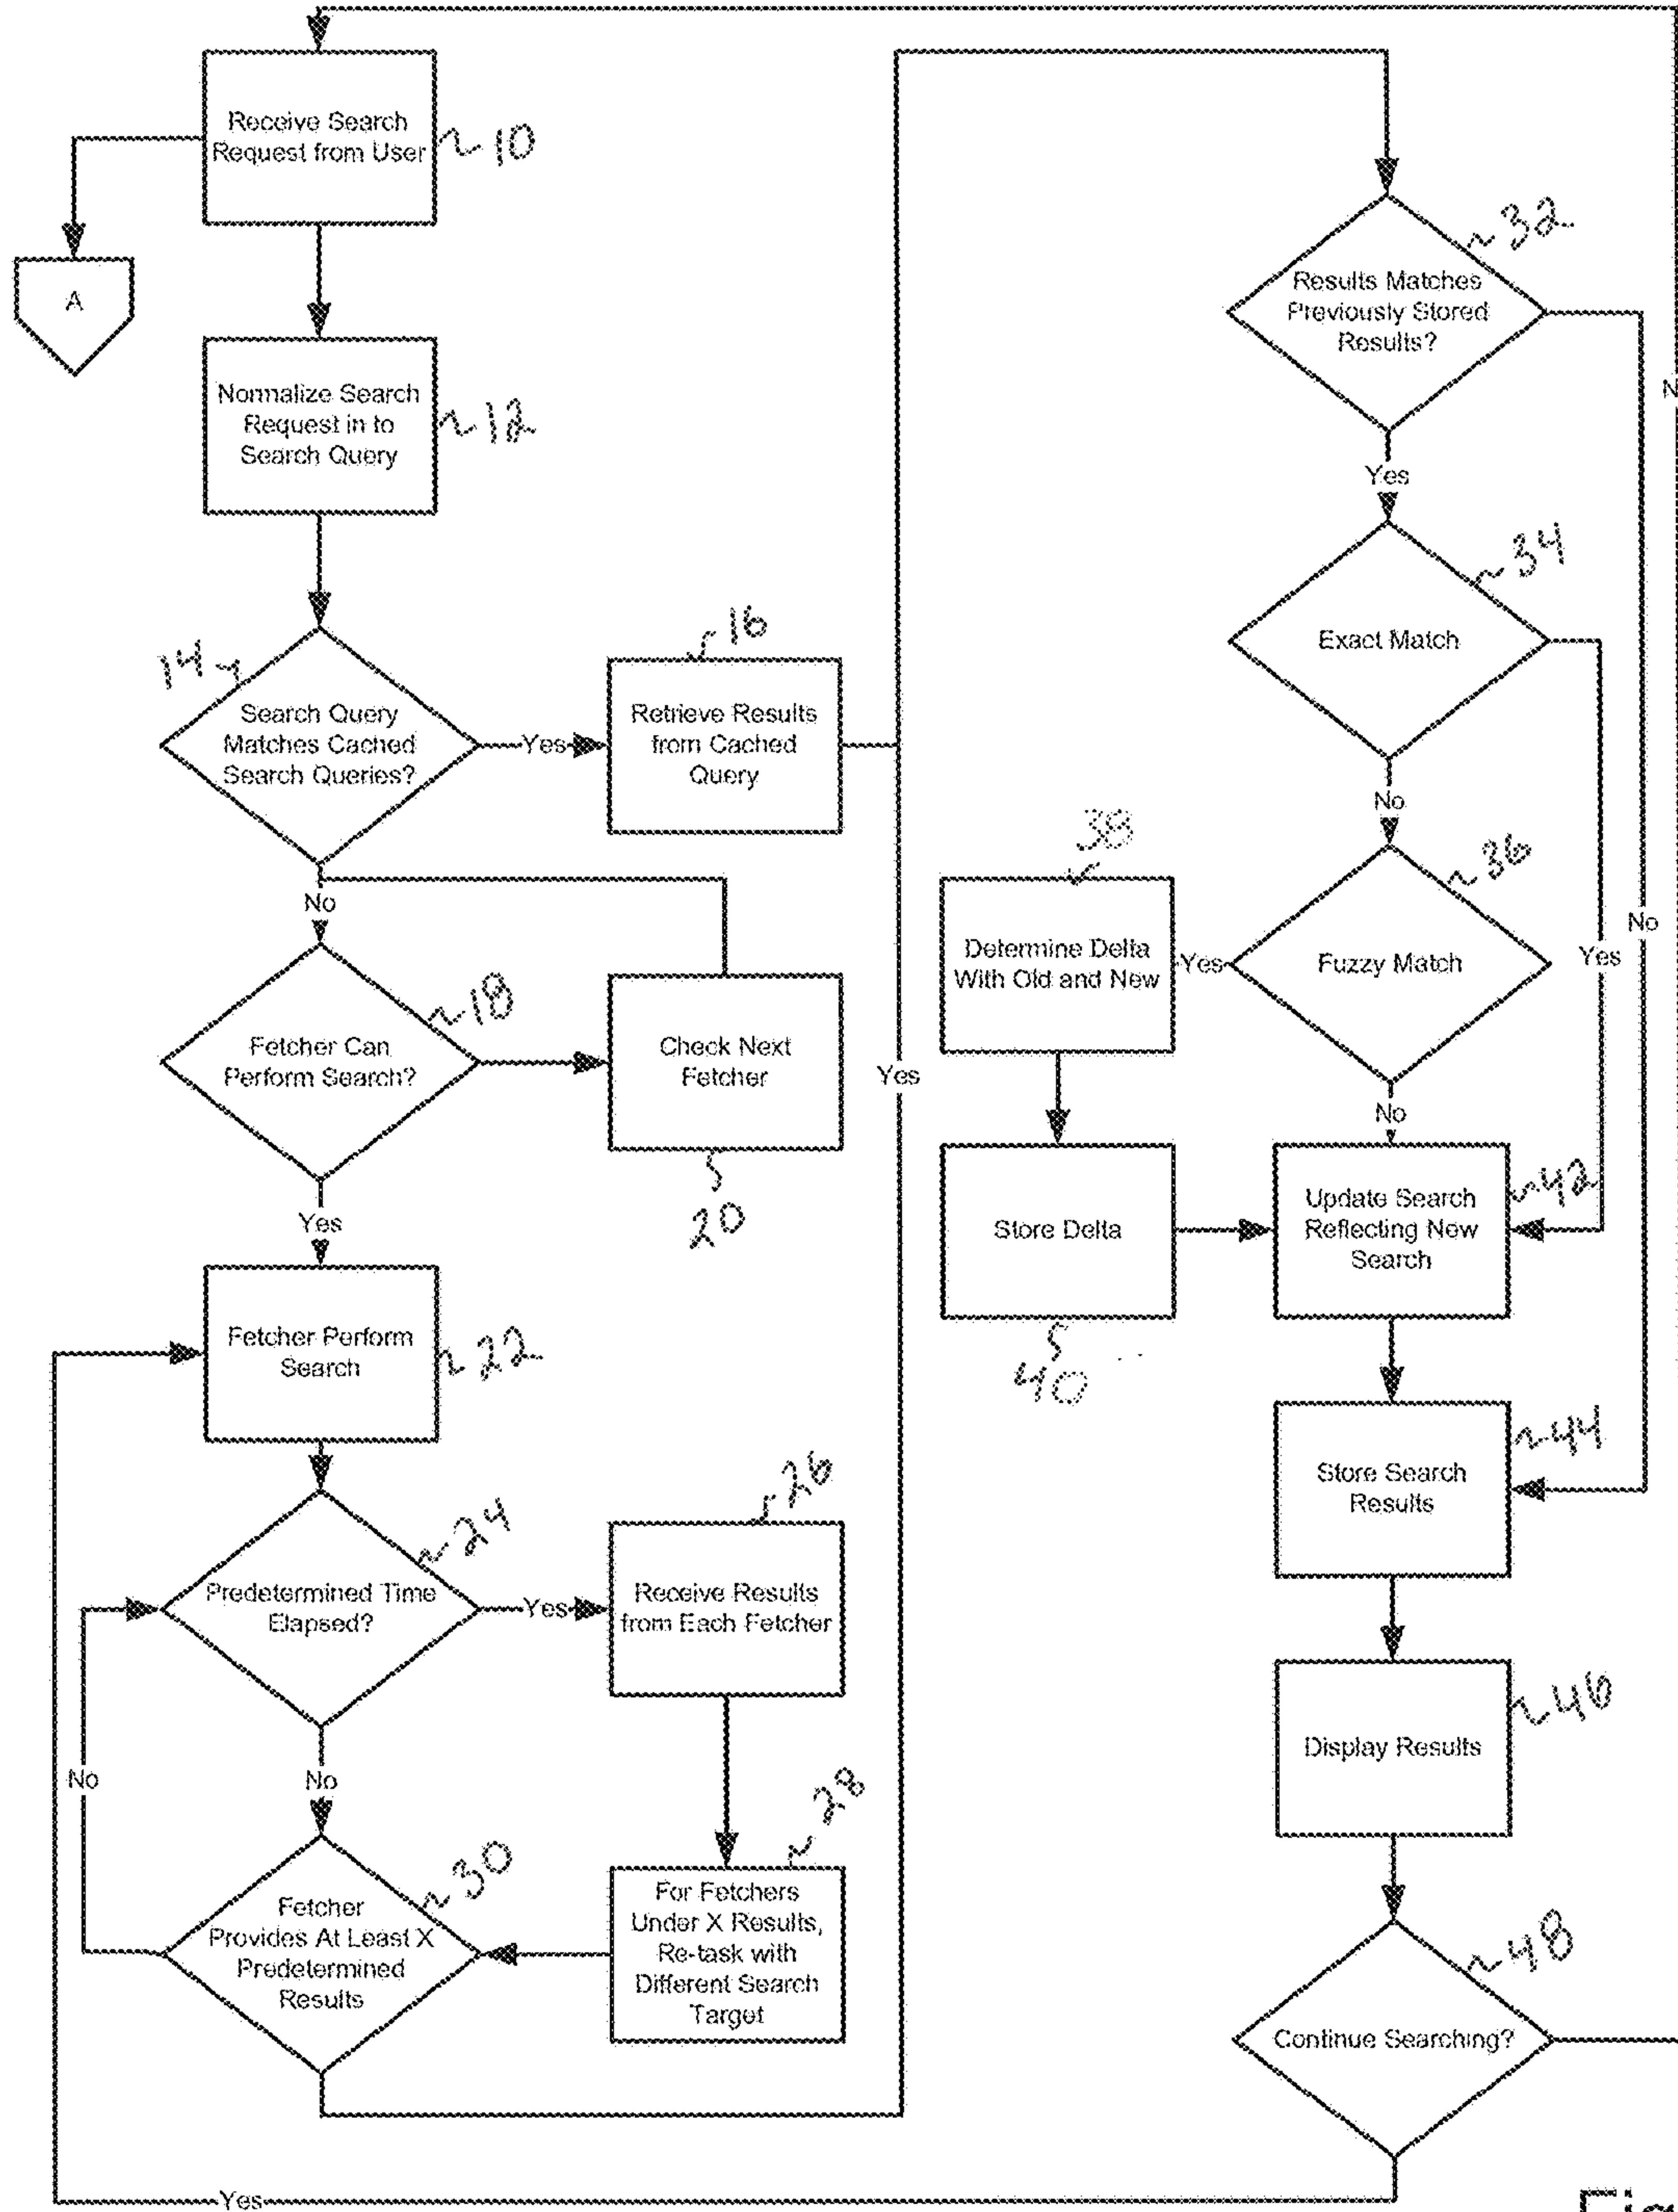 Receive Search
Request from User
10
A
Normalize Search
Request in to
Search Query
12
14
Search Query
Matches Cached
Search Queries?
Yes
16
Retrieve Results
from Cached
Query
No
18
Fetcher Can
Perform Search?
Check Next
Fetcher
20
Yes
Yes
Fetcher Perform
Search
22
24
Predetermined Time
Elapsed?
Yes
26
Receive Results
from Each Fetcher
No
No
28
For Fetchers
Under X Results,
Re-task with
Different Search
Target
30
Fetcher
Provides At Least X
Predetermined
Results
Yes
32
Results Matches
Previously Stored
Results?
Yes
34
Exact Match
No
36
Fuzzy Match
Yes
38
Determine Delta
With Old and New
Yes
No
No
Store Delta
40
Update Search
Reflecting New
Search
42
Store Search
Results
44
Display Results
46
48
Continue Searching?